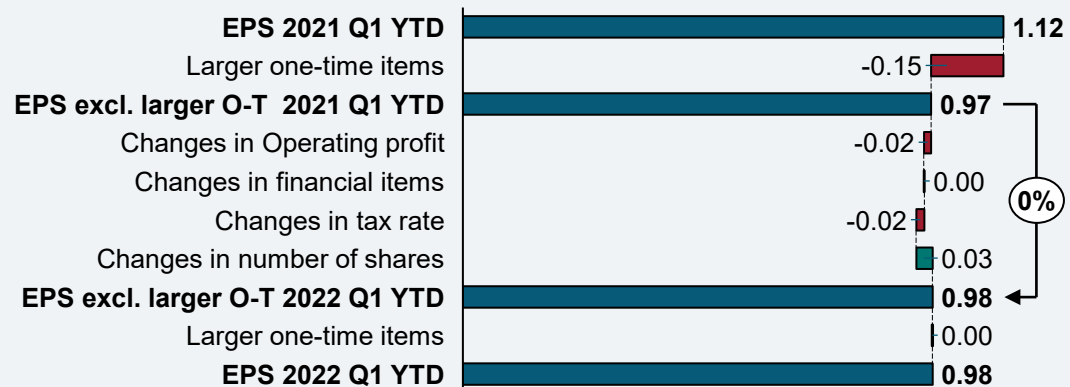 EPS 2021 Q1 YTD 1.12
Larger one-time items -0.15
EPS excl. larger O-T 2021 Q1 YTD 0.97
Changes in Operating profit -0.02
Changes in financial items 0.00
0%
Changes in tax rate -0.02
Changes in number of shares 0.03
EPS excl. larger O-T 2022 Q1 YTD 0.98
Larger one-time items 0.00
EPS 2022 Q1 YTD 0.98